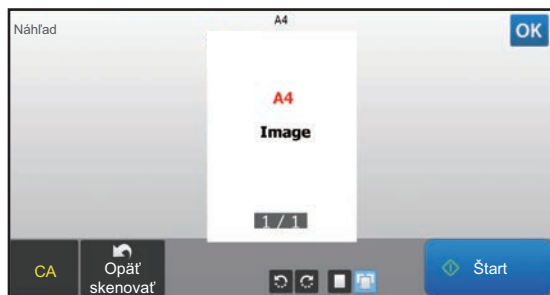 A4
Náhľad
OK
A4
Image
1 / 1
CA
Opäť
skenovať
Štart